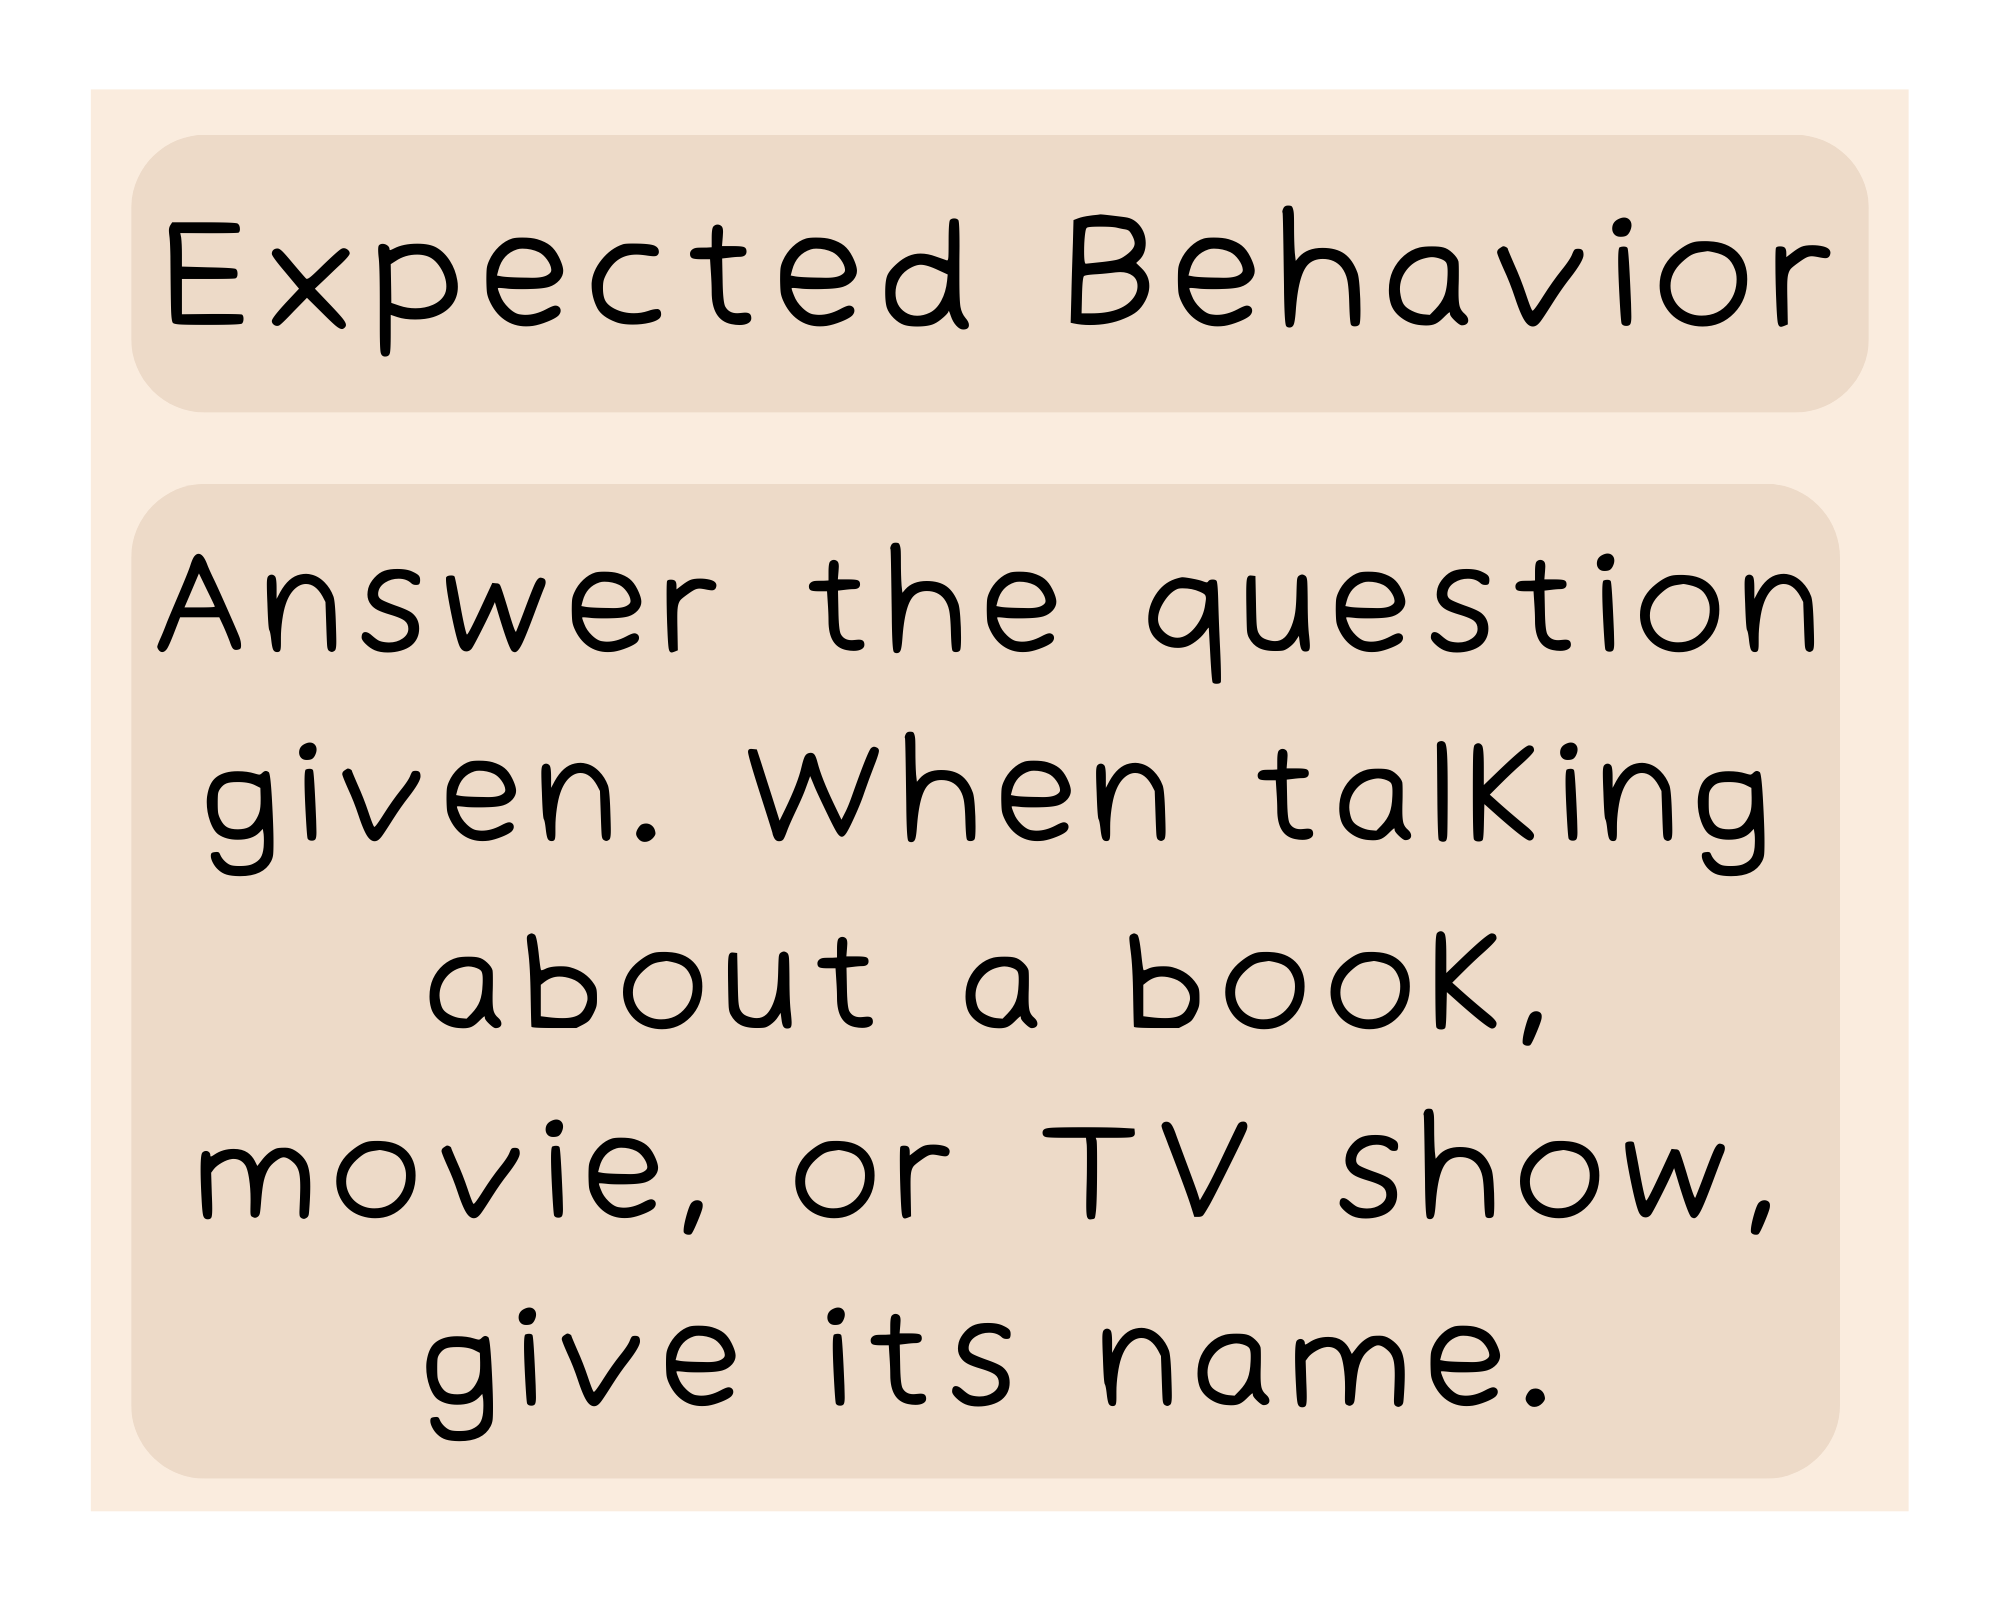 Expected Behavior
Answer the question
given. When talking
about a book,
movie, or TV show,
give its name.